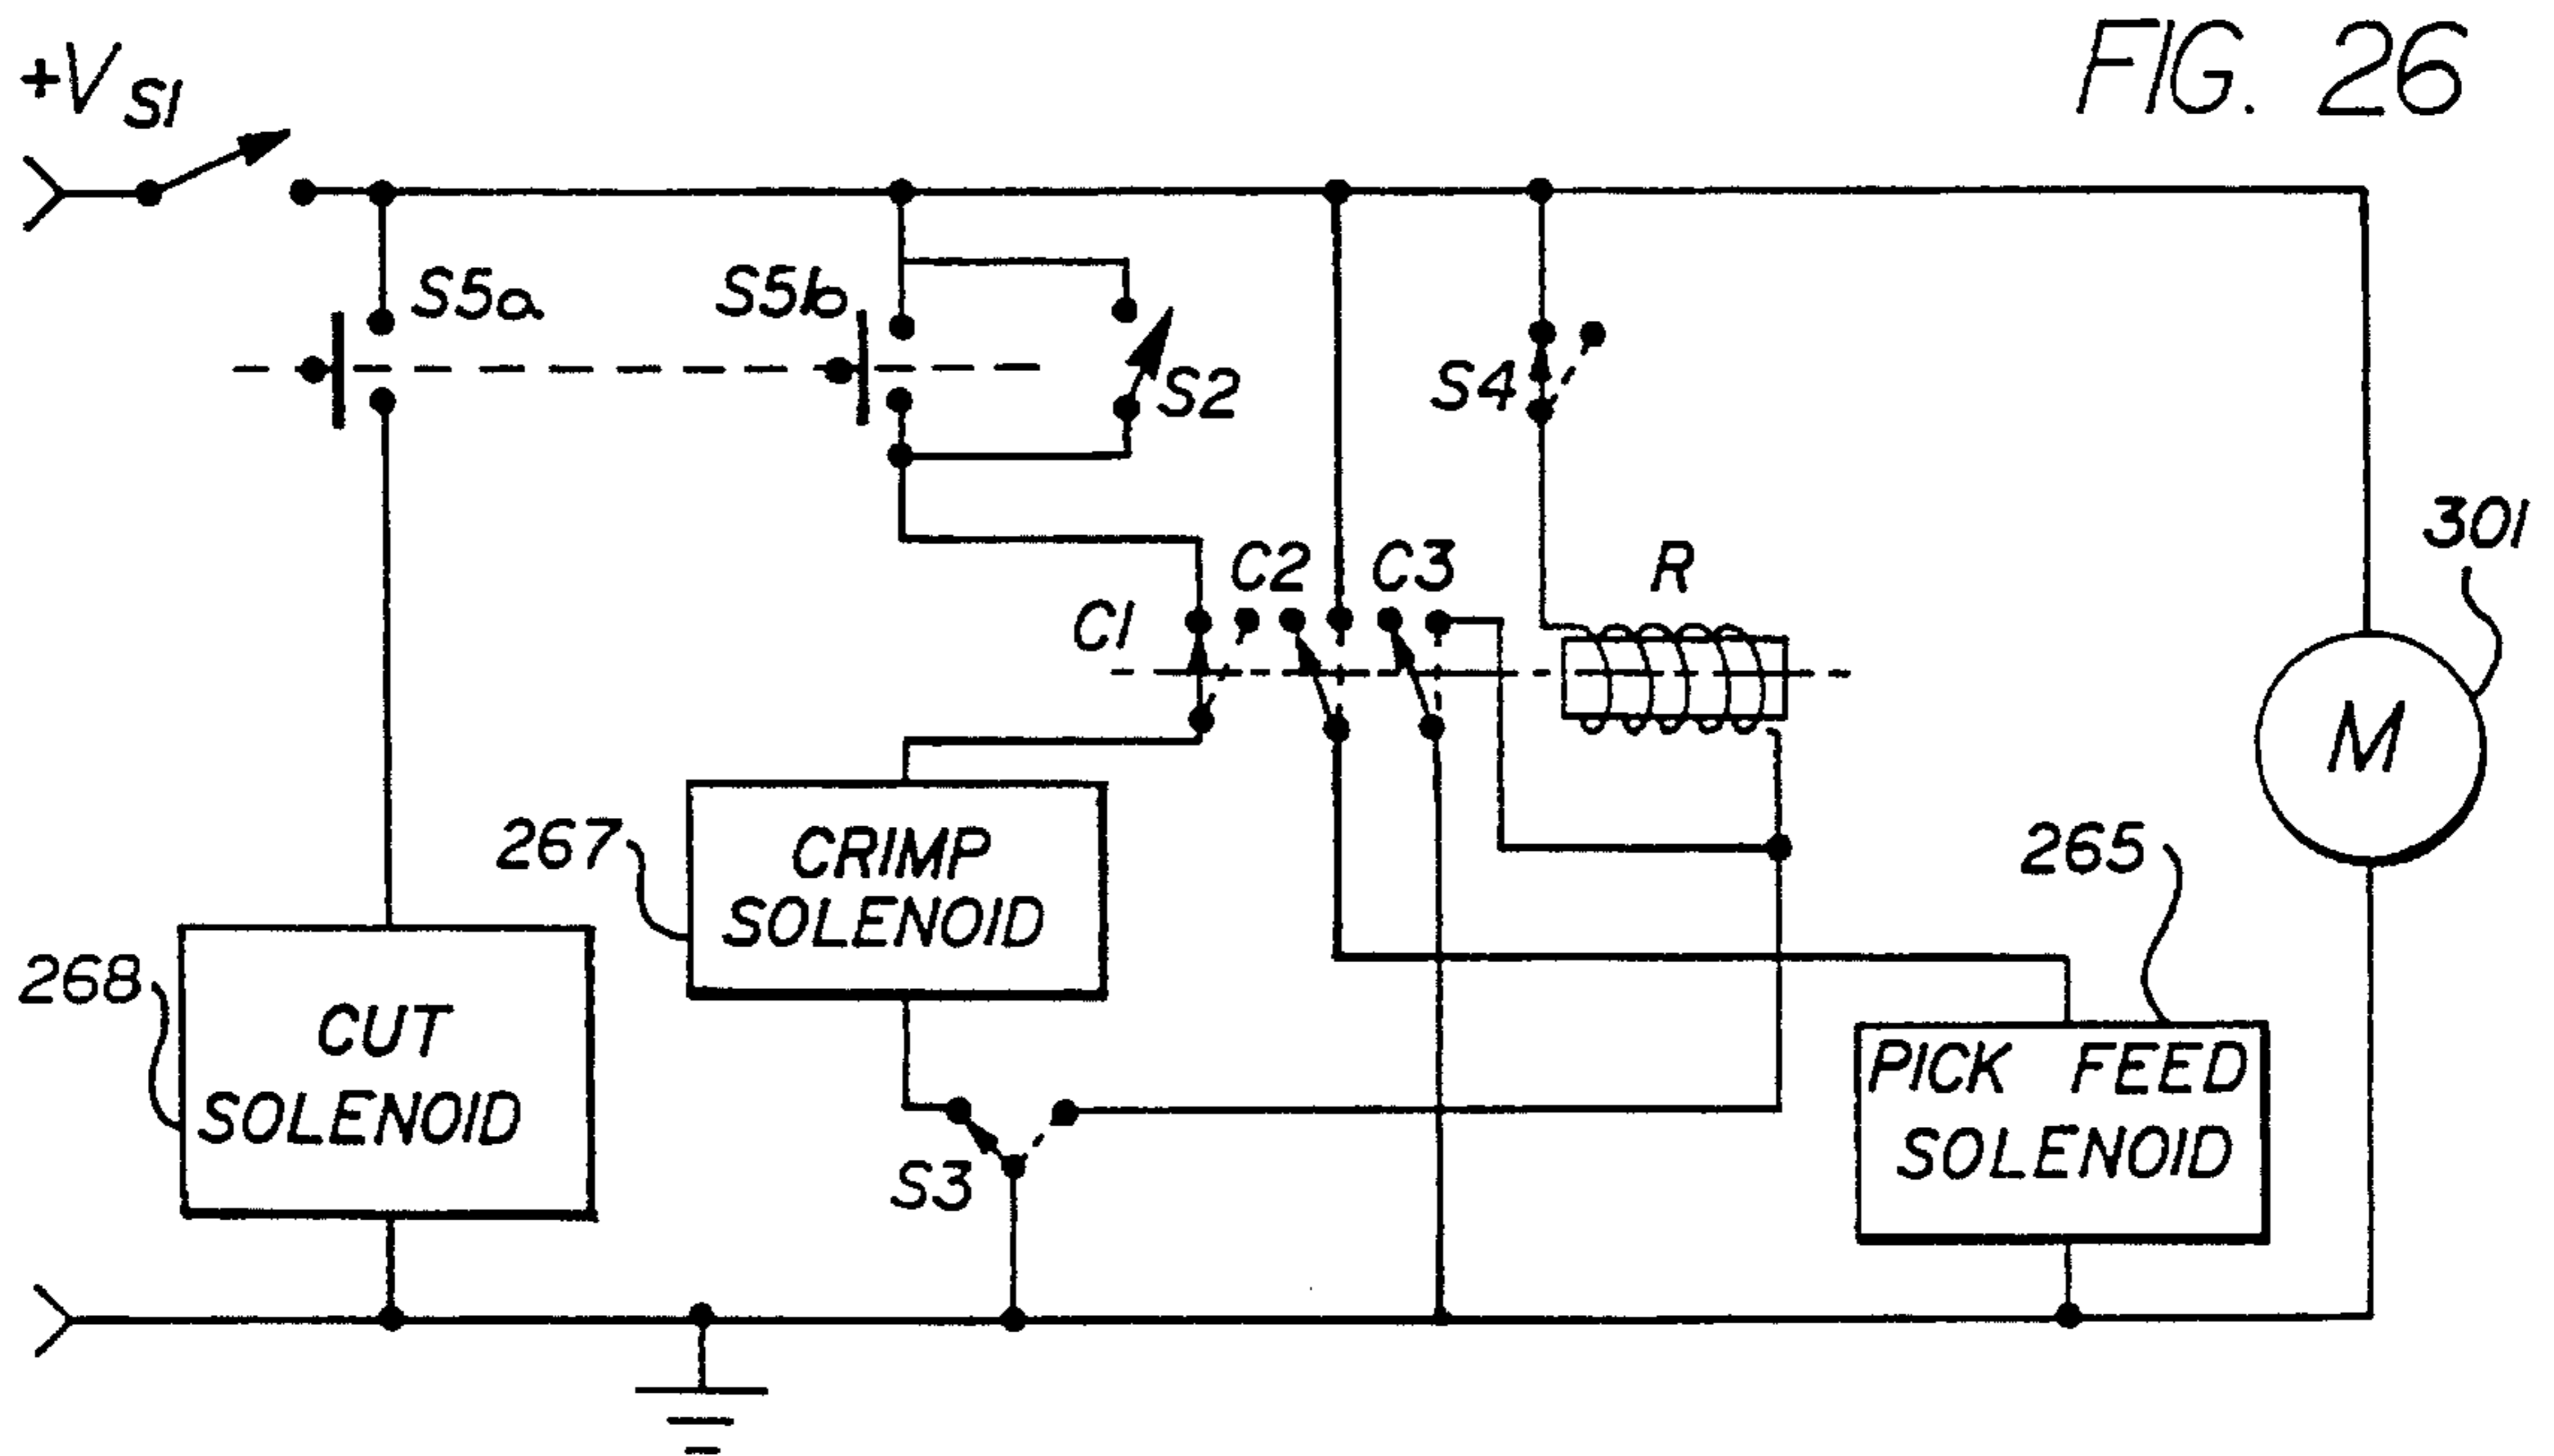 FIG. 26
+V S1
S5a
S5b
S2
S4
301
C2
C3
R
C1
M
267
CRIMP
SOLENOID
265
268
CUT
SOLENOID
PICK FEED
SOLENOID
S3